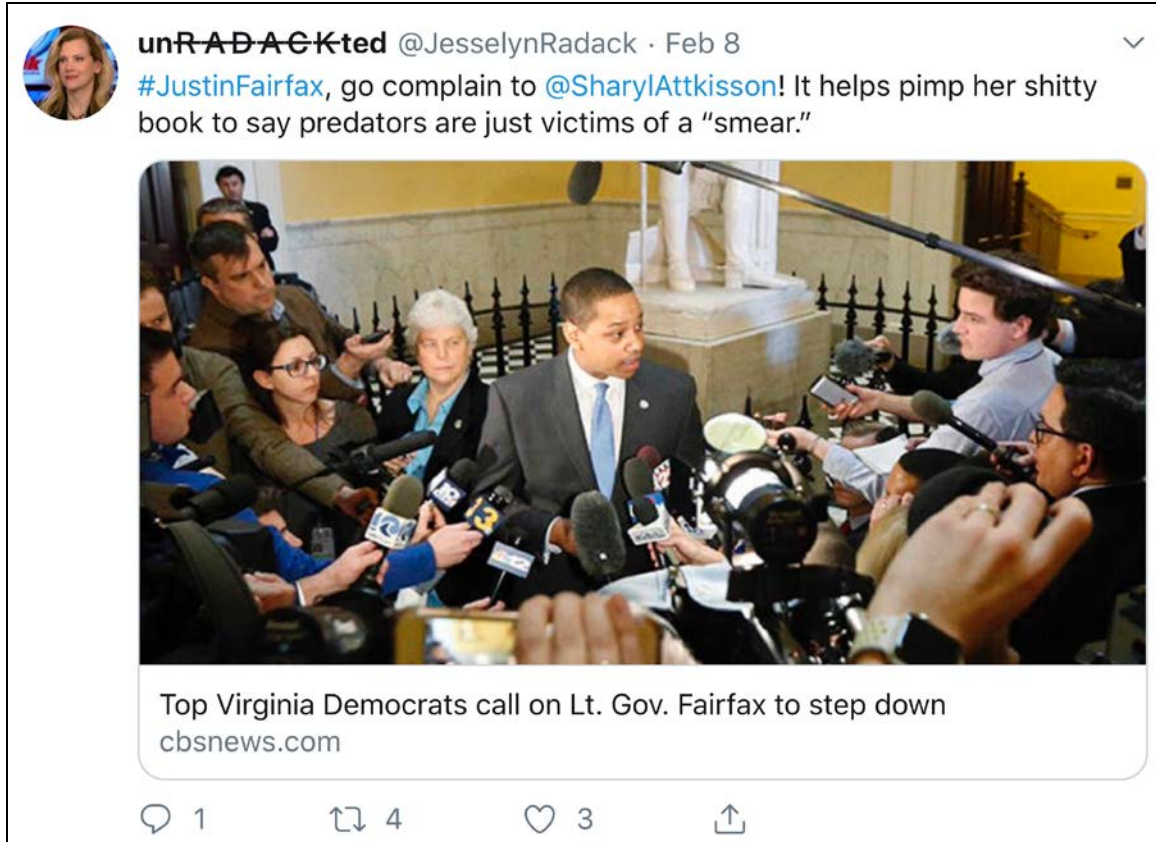 unRADACKted @JesselynRadack · Feb 8
#JustinFairfax, go complain to @SharylAttkisson! It helps pimp her shitty
book to say predators are just victims of a “smear.”
13
Top Virginia Democrats call on Lt. Gov. Fairfax to step down
cbsnews.com
1 4 3